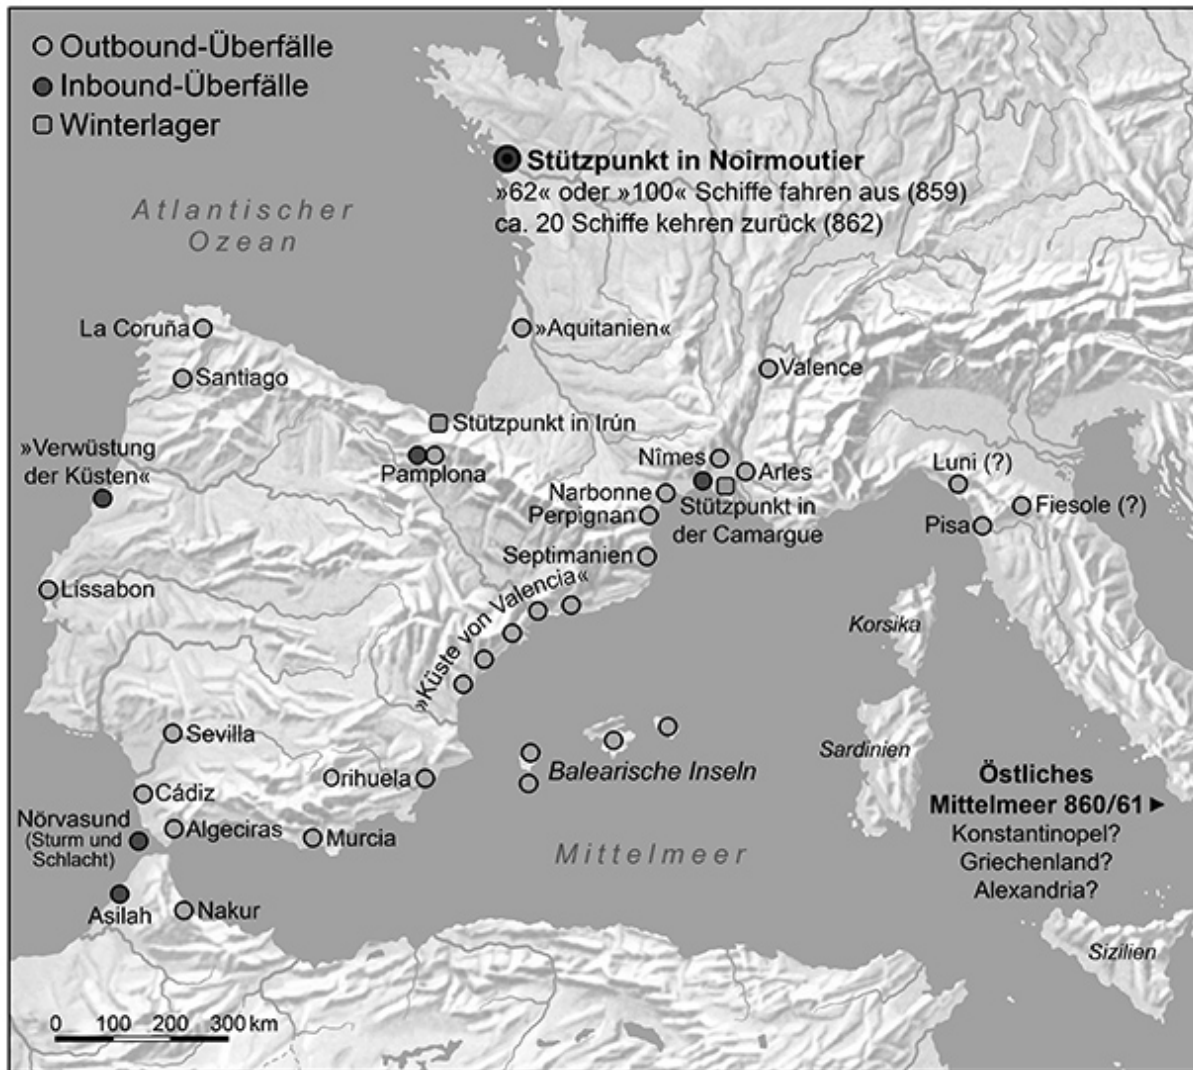 Outbound-Überfälle
Inbound-Überfälle
Winterlager
Stützpunkt in Noirmoutier
»62« oder »100« Schiffe fahren aus (859)
ca. 20 Schiffe kehren zurück (862)
Atlantischer
Ozean
La Coruña
»Aquitanien«
Santiago
Valence
Stützpunkt in Irún
»Verwüstung
der Küsten«
Pamplona
Nîmes
Arles
Luni (?)
Narbonne
Fiesole (?)
Perpignan
Stützpunkt in
der Camargue
Pisa
Septimanien
Lissabon
»Küste von Valencia«
Korsika
Sevilla
Sardinien
Orihuela
Balearische Inseln
Östliches
Mittelmeer 860/61
Konstantinopel?
Griechenland?
Alexandria?
Cádiz
Nörvasund
(Sturm und
Schlacht)
Algeciras
Murcia
Mittelmeer
Asilah
Nakur
Sizilien
0 100 200 300 km